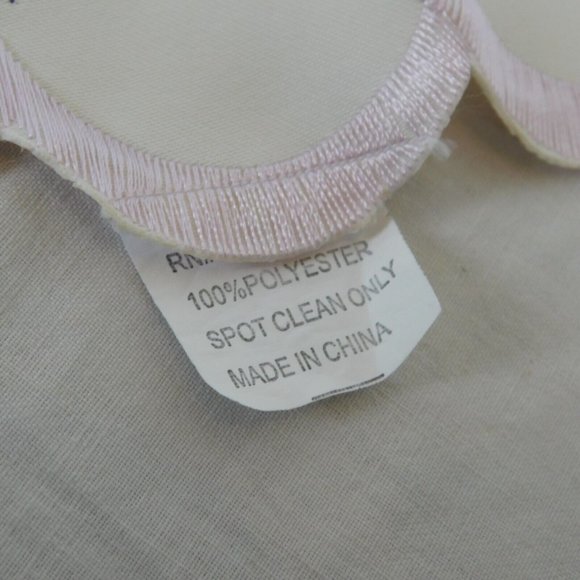 100%POLYESTER
SPOT CLEAN ONLY
MADE IN CHINA